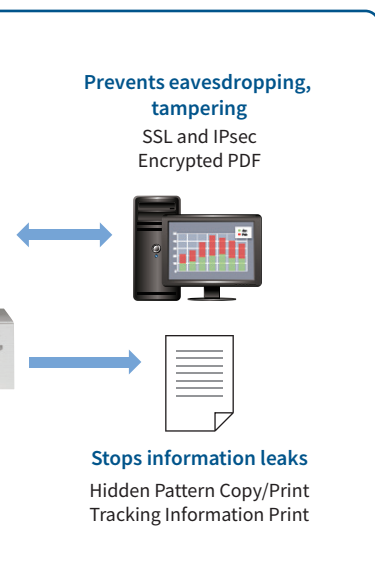 Prevents eavesdropping,
tampering
SSL and IPsec
Encrypted PDF
Stops information leaks
Hidden Pattern Copy/Print
Tracking Information Print